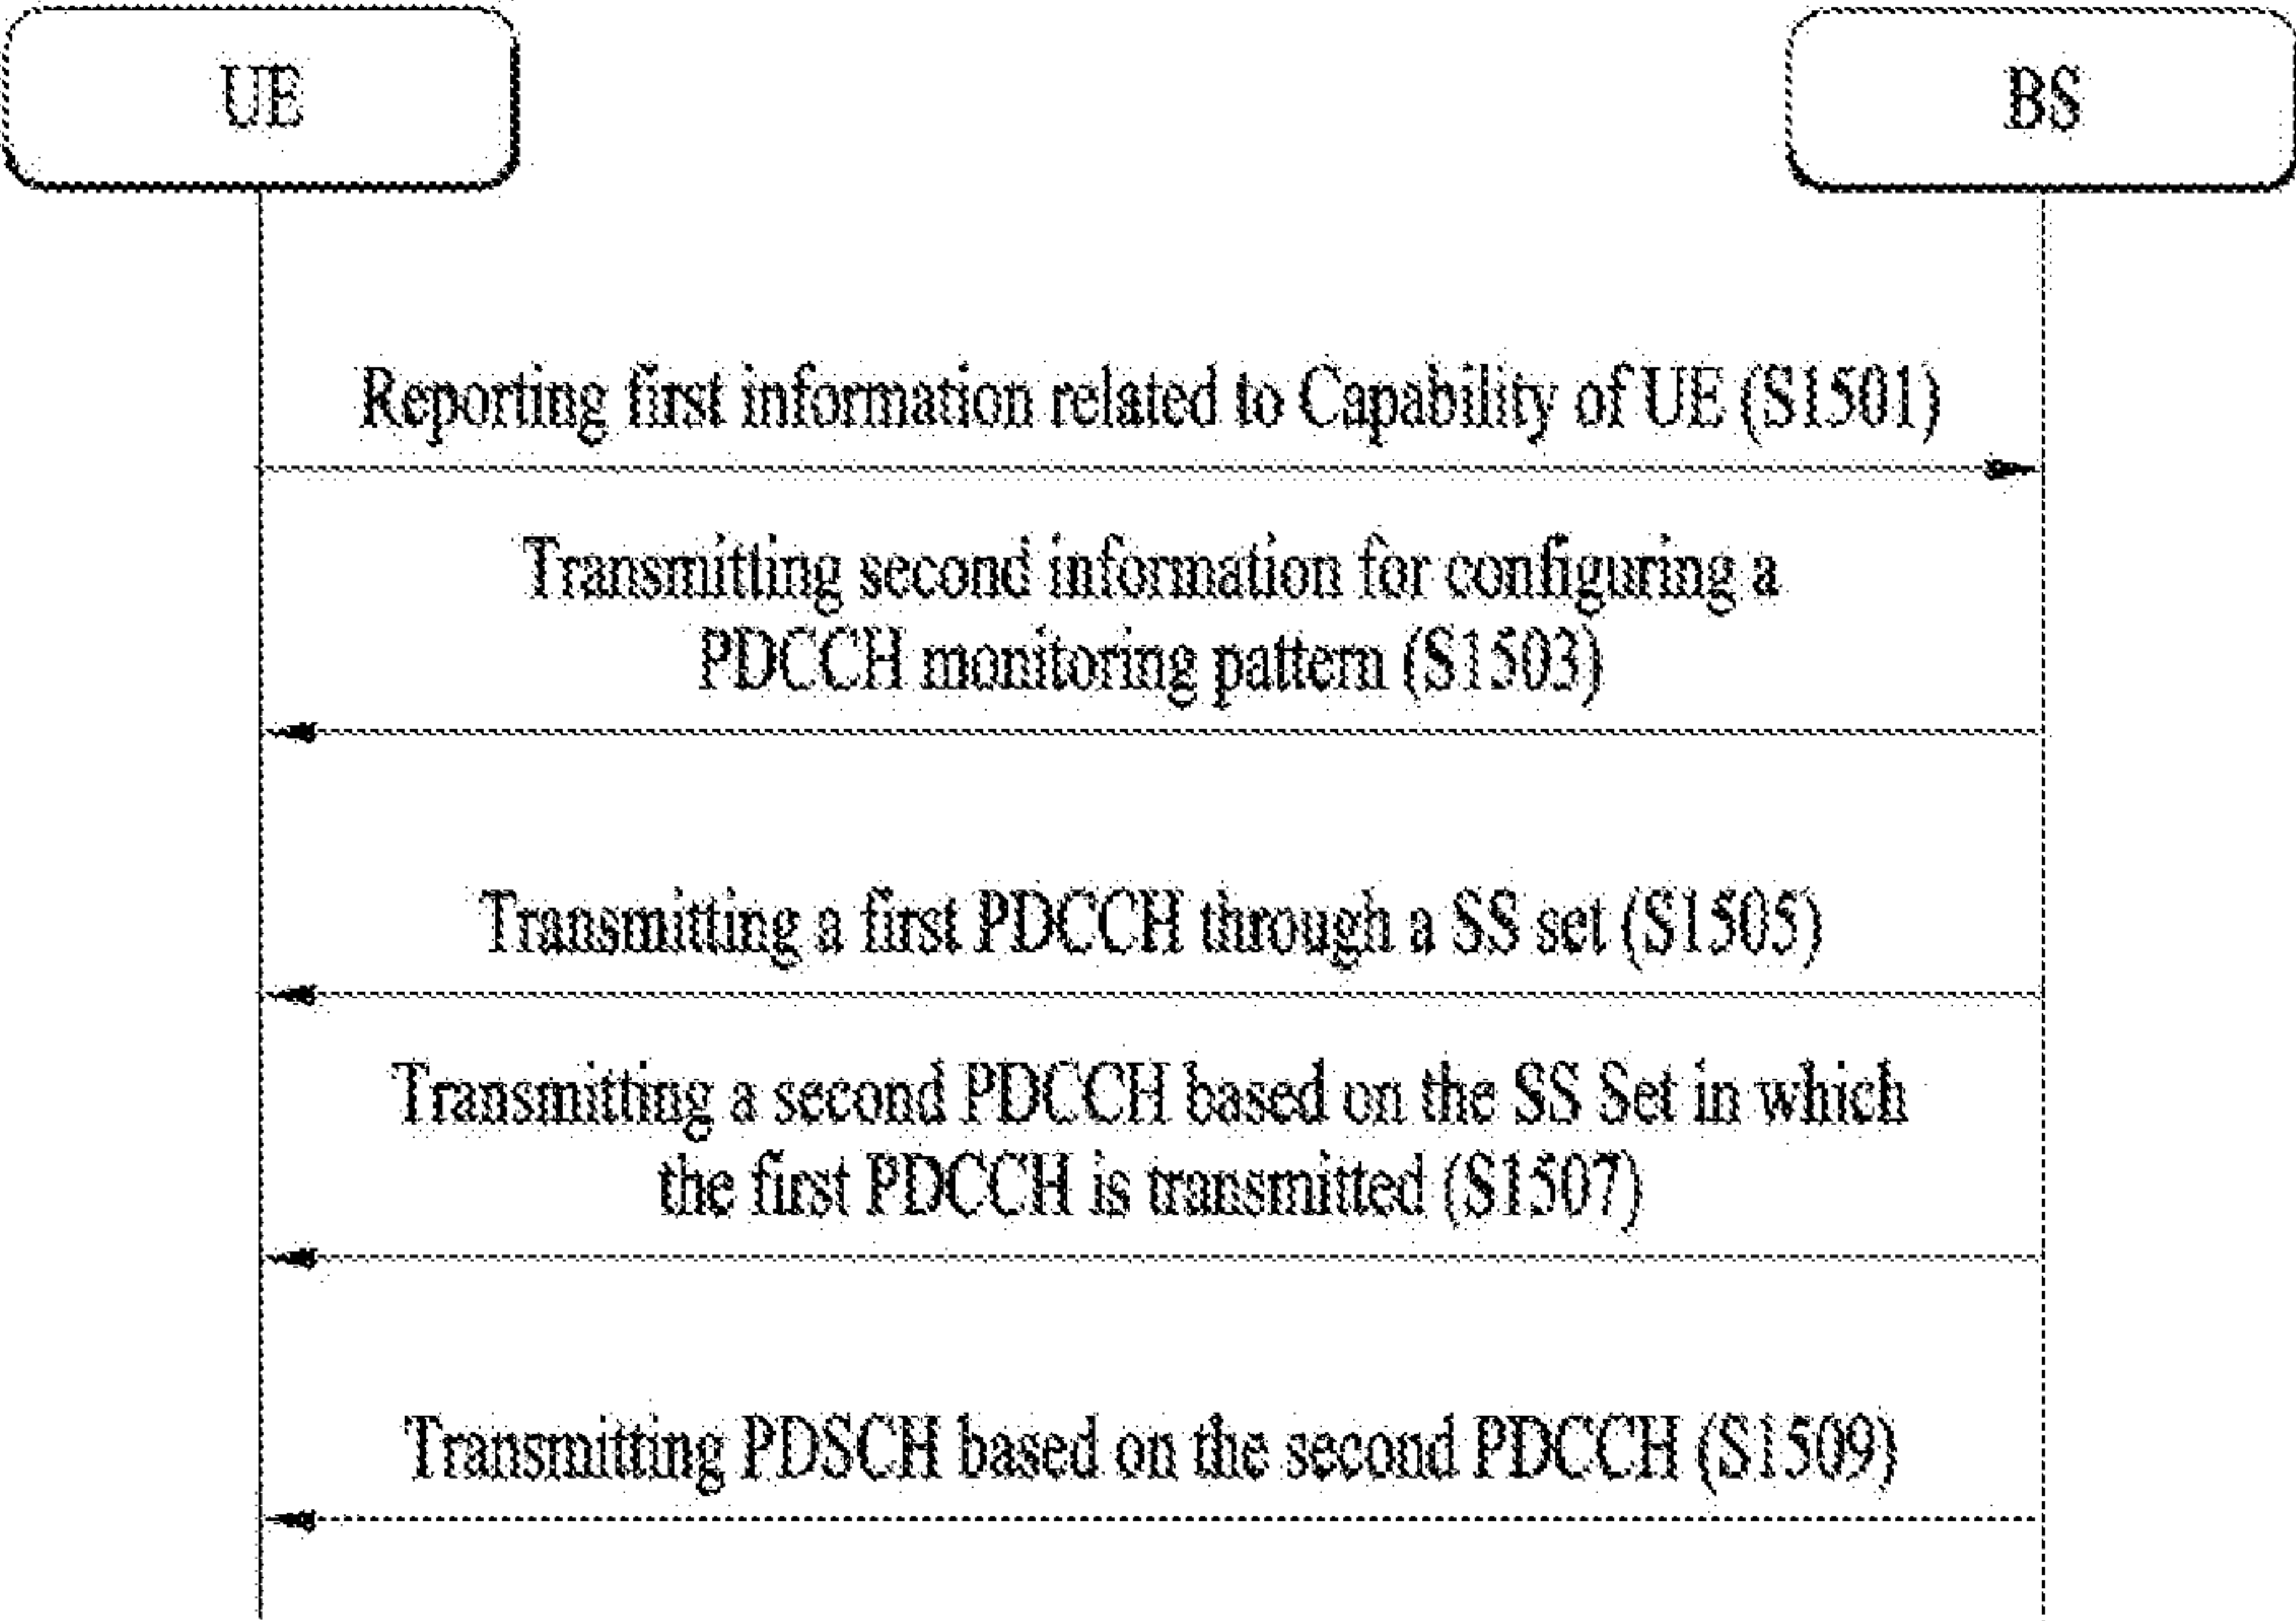 UE
BS
Reporting first information related to Capability of UE (S1501)
Transmitting second information for configuring a
PDCCH monitoring pattern (S1503)
Transmitting a first PDCCH through a SS set (S1505)
Transmitting a second PDCCH based on the SS Set in which
the first PDCCH is transmitted (S1507)
Transmitting PDSCH based on the second PDCCH (S1509)